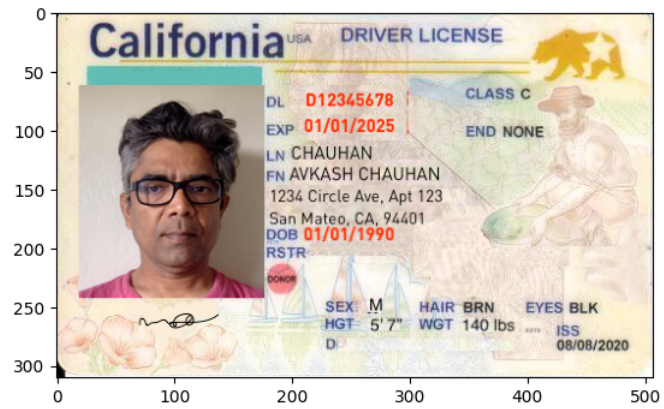 California USA DRIVER LICENSE
DL D12345678 CLASS C
EXP 01/01/2025 END NONE
LN CHAUHAN
FN AVKASH CHAUHAN
1234 Circle Ave, Apt 123
San Mateo, CA, 94401
DOB 01/01/1990
RSTR
DONOR
SEX M HAIR BRN EYES BLK
HGT 5'7" WGT 140 lbs ISS
D 08/08/2020
0
50
100
150
200
250
300
0 100 200 300 400 500